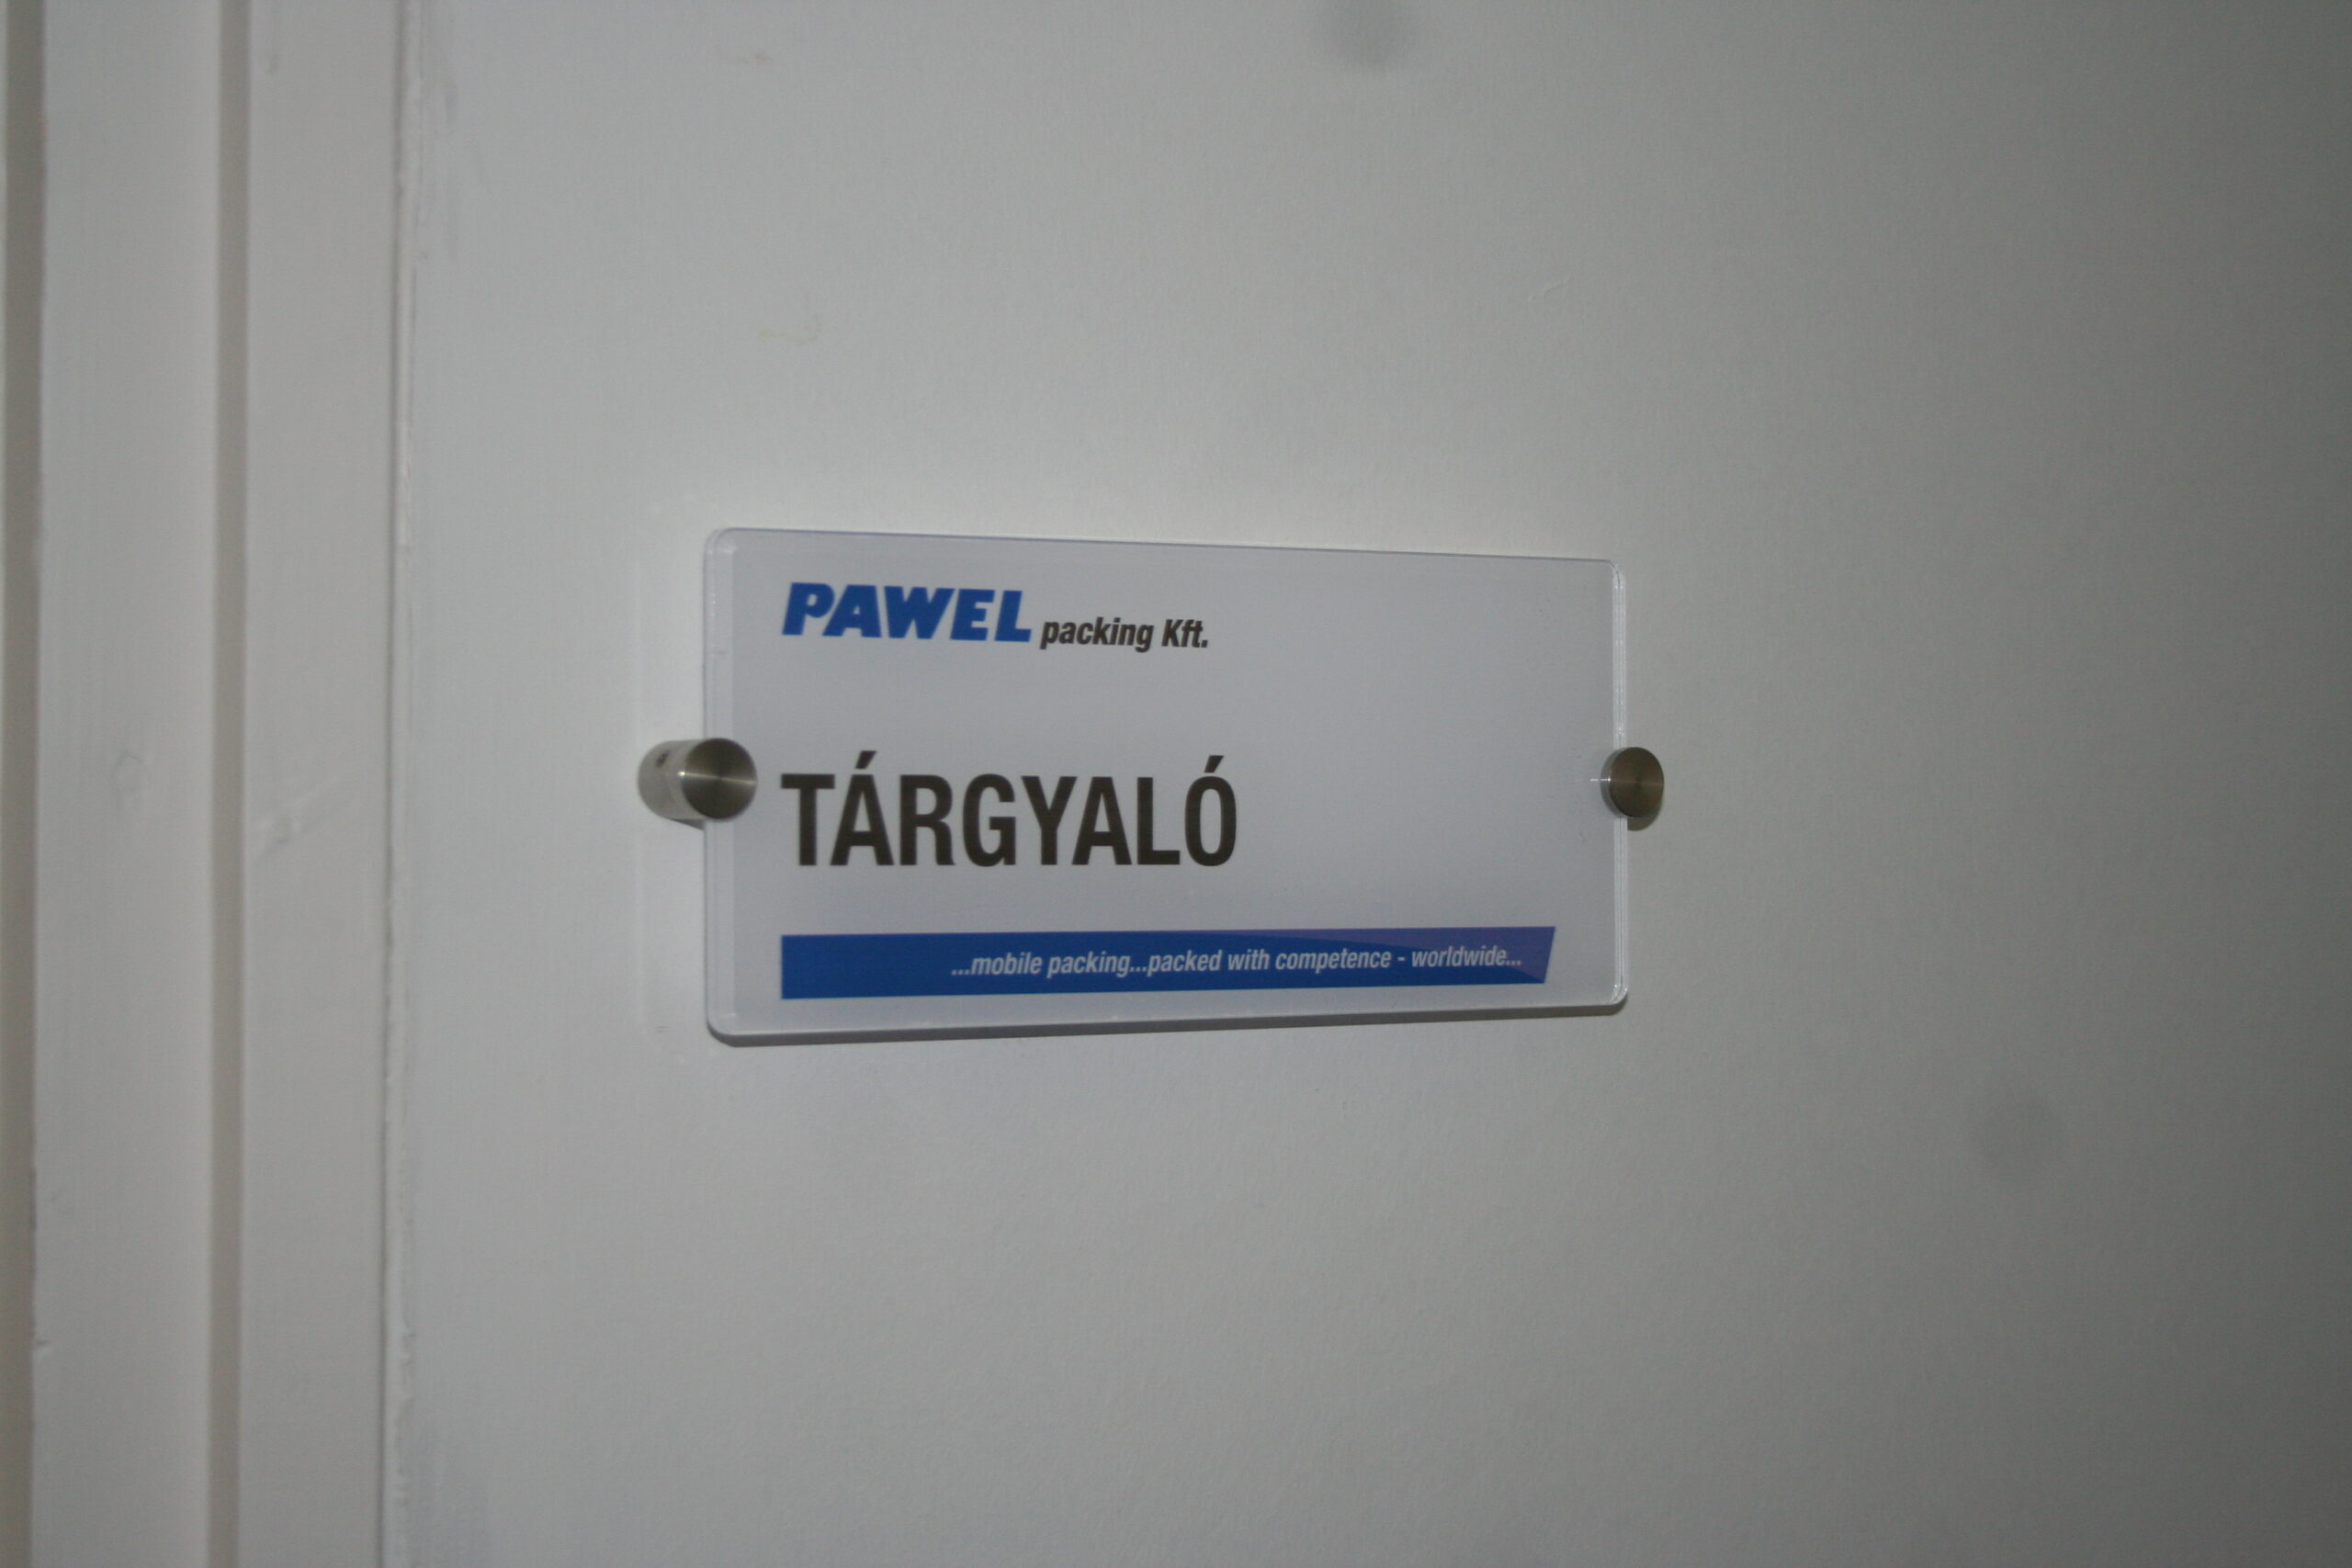 PAWEL packing Kft.
TÁRGYALÓ
...mobile packing...packed with competence - worldwide...